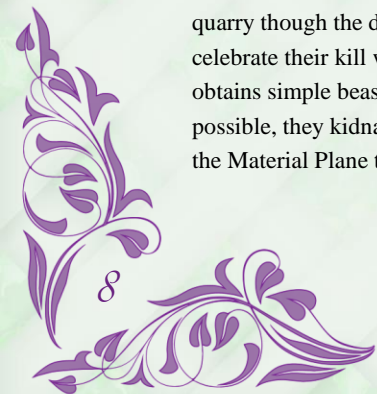 quarry though the d
celebrate their kill
obtains simple beas
possible, they kidna
the Material Plane t
8